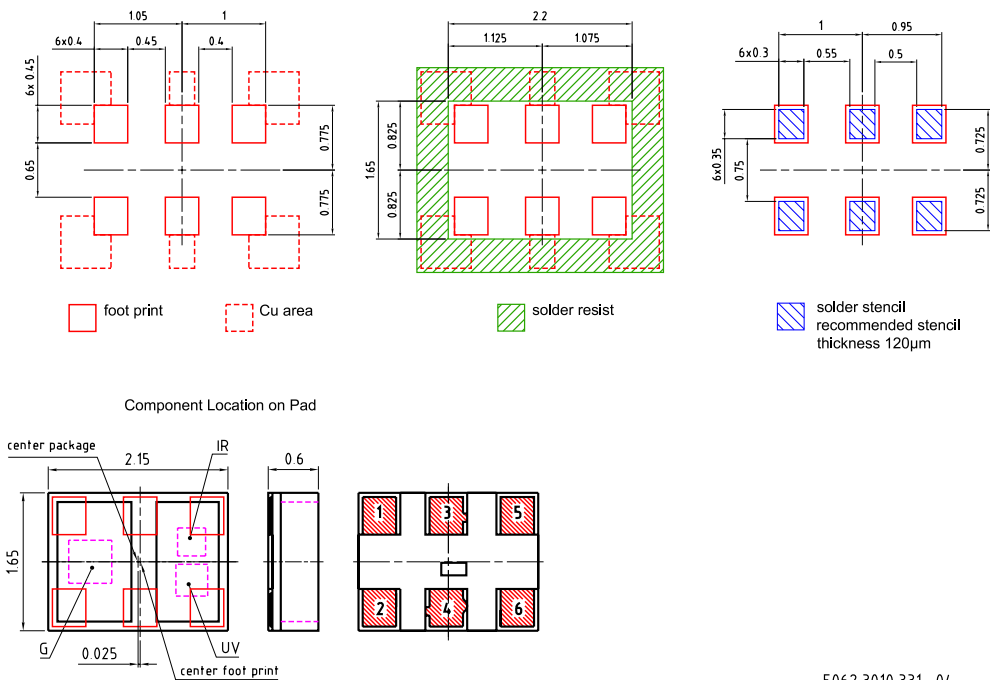 1.05 1
6x0.4 0.45 0.4
6x 0.45
0.65
0.775
0.775
2.2
1.125 1.075
1.65
0.825
0.825
1 0.95
6x0.3 0.55 0.5
6x0.35
0.75
0.725
0.725
foot print
Cu area
solder resist
solder stencil
recommended stencil
thickness 120µm
Component Location on Pad
center package
IR
2.15
0.6
1.65
1 3 5
2 4 6
G
0.025
UV
center foot print